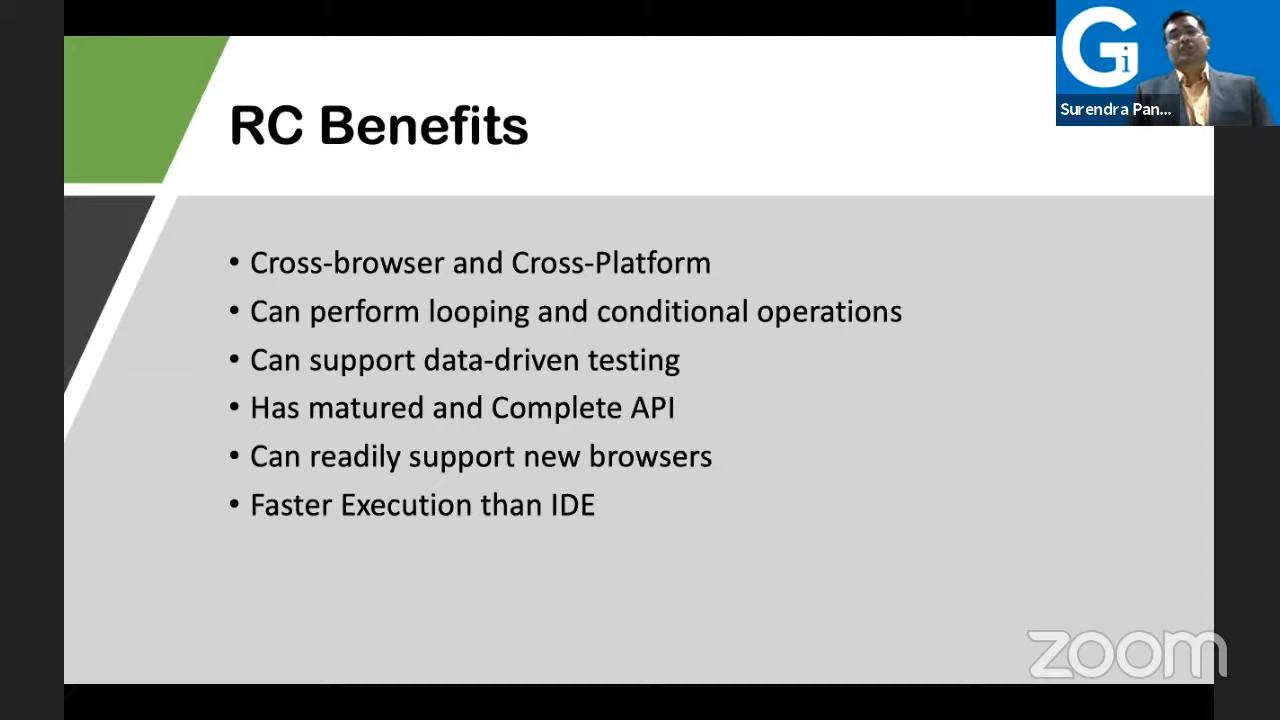 Gi
Surendra Pan...
RC Benefits
• Cross-browser and Cross-Platform
• Can perform looping and conditional operations
• Can support data-driven testing
• Has matured and Complete API
• Can readily support new browsers
• Faster Execution than IDE
zoom